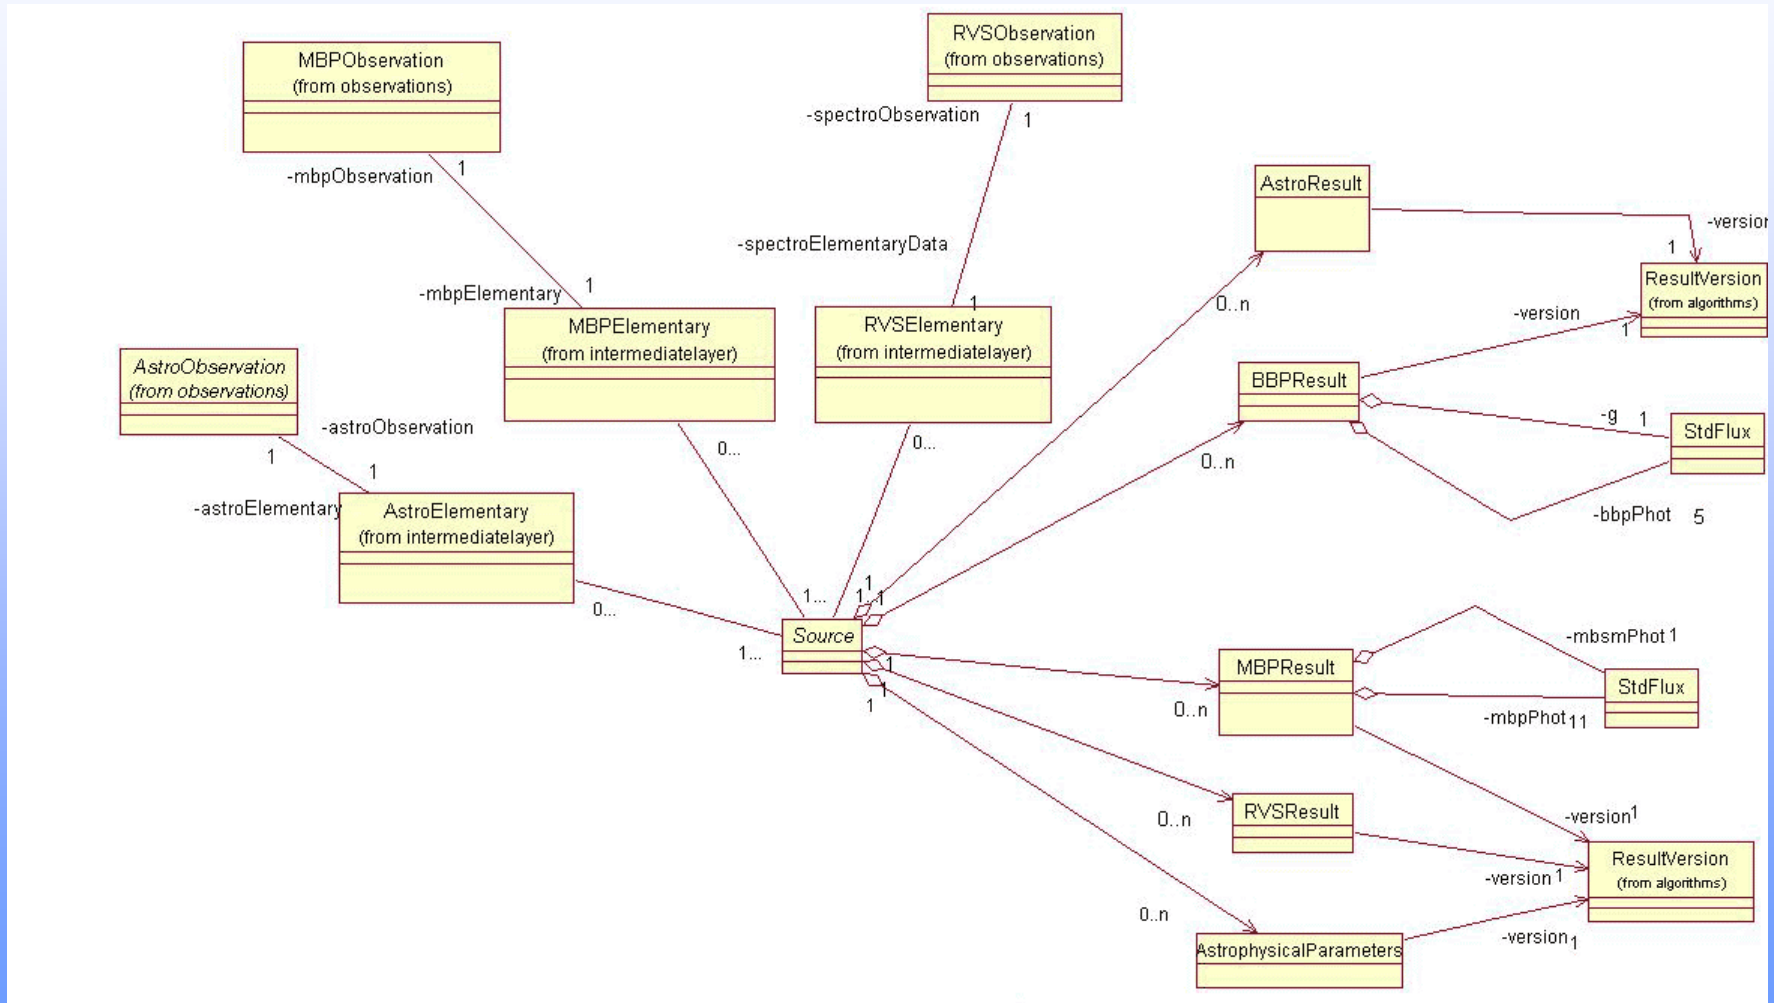 RVSObservation
(from observations)
MBPObservation
(from observations)
-spectroObservation
1
-mbpObservation
1
AstroResult
-version
1
-spectroElementaryData
1
-mbpElementary
1
ResultVersion
(from algorithms)
0..n
-version
1
MBPElementary
(from intermediatelayer)
RVSElementary
(from intermediatelayer)
AstroObservation
(from observations)
BBPResult
-g
1
StdFlux
-astroObservation
1
1
0...
0...
0..n
-astroElementary
AstroElementary
(from intermediatelayer)
-bbpPhot
5
0...
1...
1
1..
1
Source
1...
1
1
1
MBPResult
-mbsmPhot
1
StdFlux
0..n
-mbpPhot
11
RVSResult
0..n
-version
1
ResultVersion
(from algorithms)
-version
1
0..n
-version
1
AstrophysicalParameters